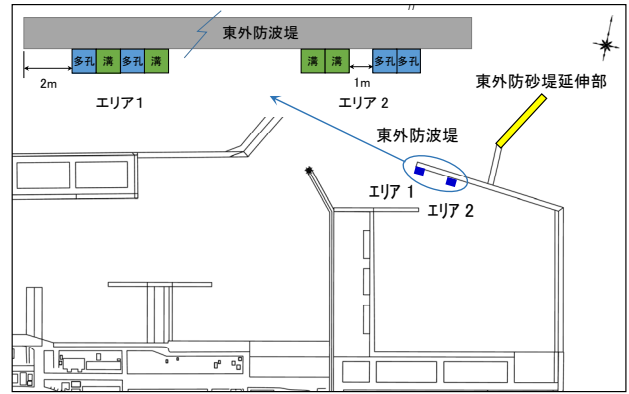 東外防波堤
多孔 溝 多孔 溝
溝 溝 多孔 多孔
2m
1m
エリア1
エリア 2
東外防砂堤延伸部
東外防波堤
エリア 1
エリア 2